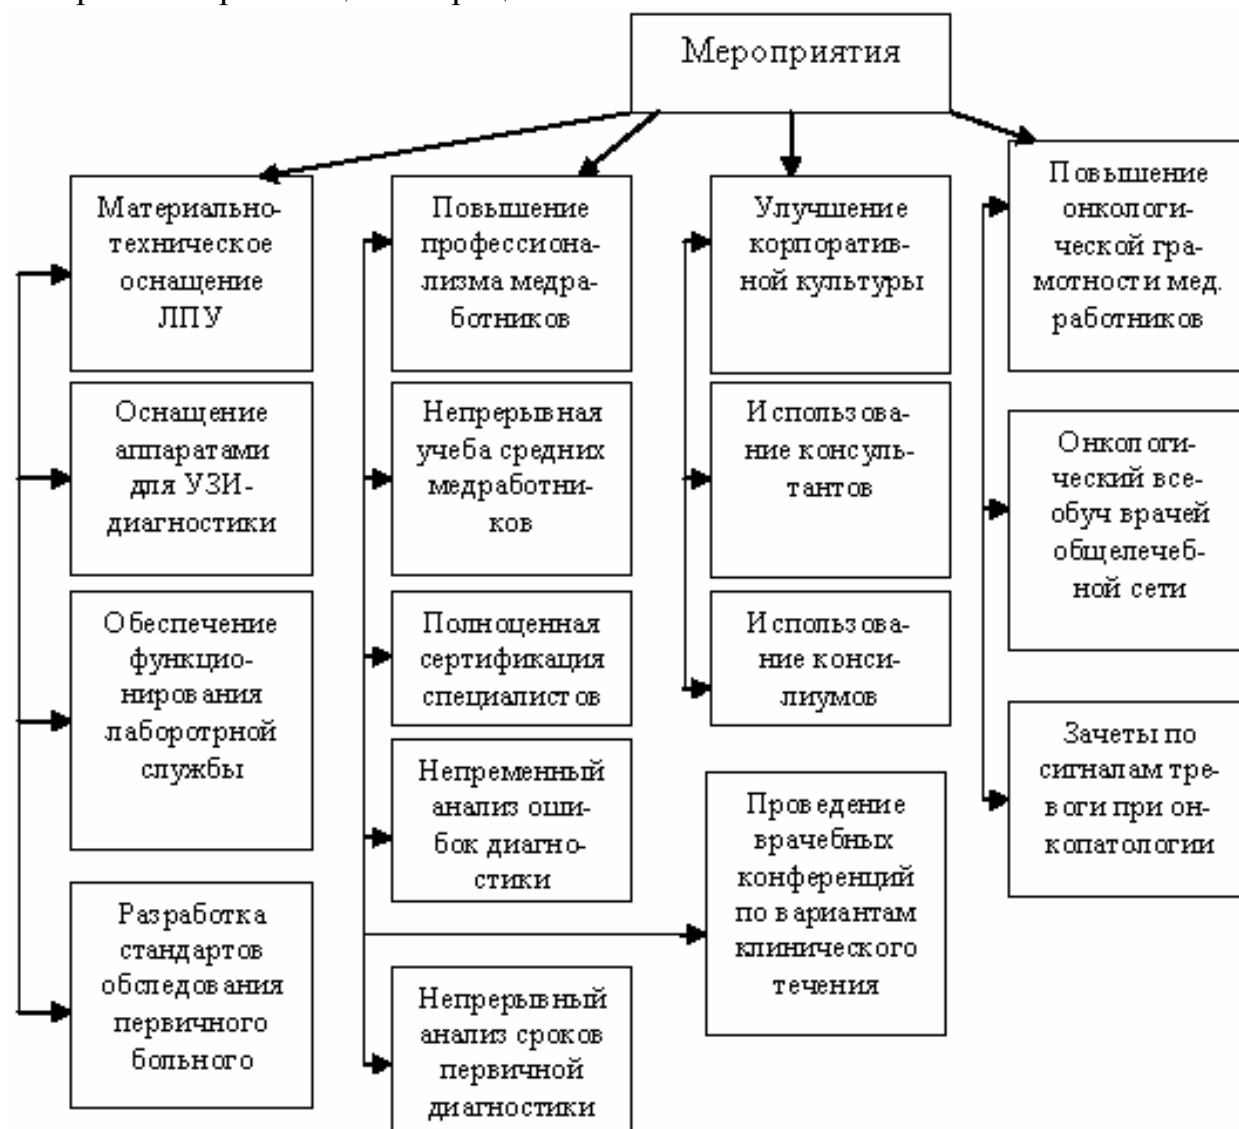 Мероприятия
Материально-
техническое
оснащение
ЛПУ
Оснащение
аппаратами
для УЗИ-
диагностики
Обеспечение
функцио-
нирования
лаборотрной
службы
Разработка
стандартов
обследования
первичного
больного
Повышение
профессиона-
лизма медра-
ботников
Непрерывная
учеба средних
медработни-
ков
Полноценная
сертификация
специалистов
Непременный
анализ оши-
бок диагно-
стики
Непрерывный
анализ сроков
первичной
диагностики
Улучшение
корпоратив-
ной культуры
Использова-
ние консуль-
тантов
Использова-
ние конси-
лиумов
Проведение
врачебных
конференций
по вариантам
клинического
течения
Повышение
онкологи-
ческой гра-
мотности мед.
работников
Онкологи-
ческий все-
обуч врачей
общелечеб-
ной сети
Зачеты по
сигналам тре-
воги при он-
копатологии